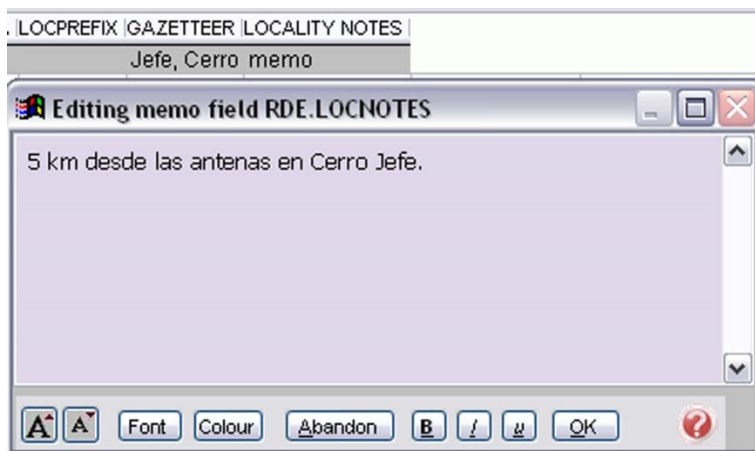 . |LOCPREFIX |GAZETTEER |LOCALITY NOTES |
Jefe, Cerro memo
Editing memo field RDE.LOCNOTES
5 km desde las antenas en Cerro Jefe.
A A Font Colour Abandon B I u OK ?